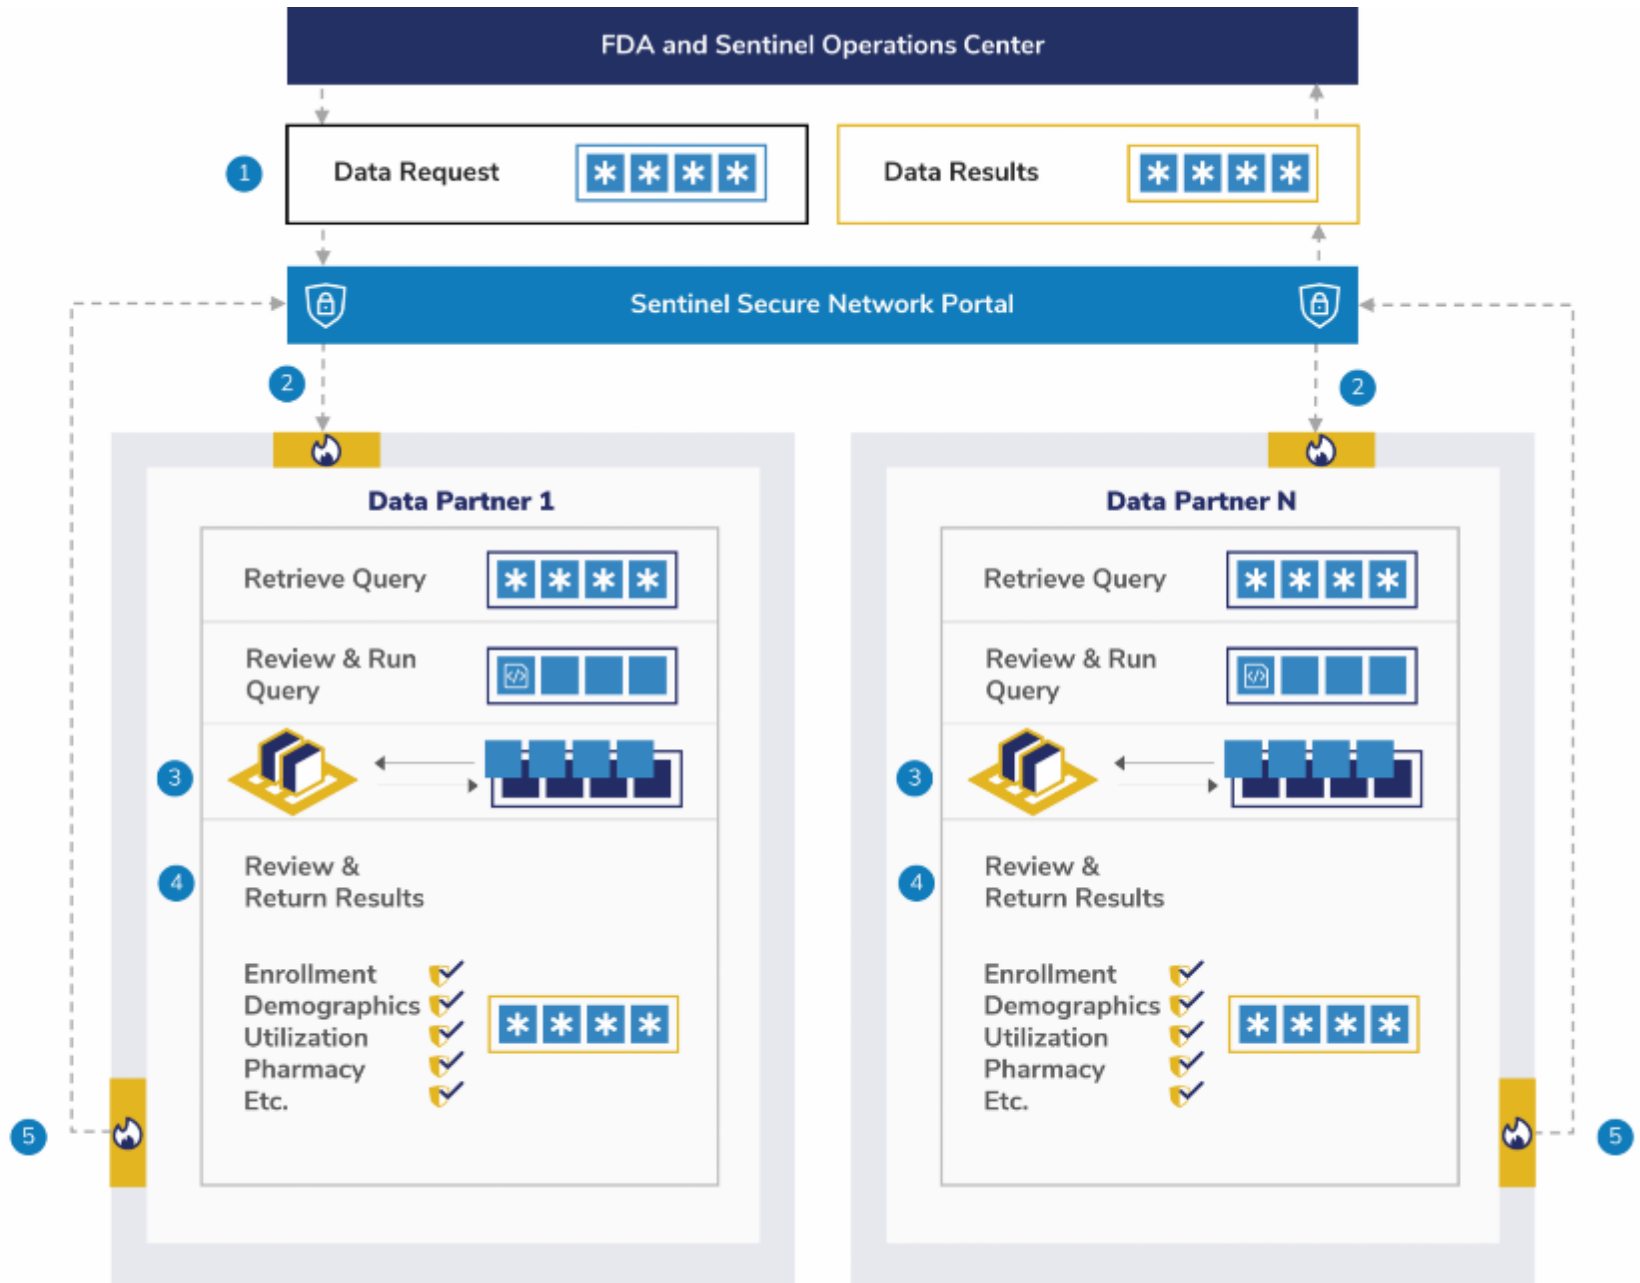 FDA and Sentinel Operations Center
1
Data Request
* * * *
Data Results
* * * *
Sentinel Secure Network Portal
2
2
Data Partner 1
Retrieve Query
* * * *
Review & Run
Query
</>
3
4
Review &
Return Results
Enrollment
Demographics
Utilization
Pharmacy
Etc.
* * * *
5
Data Partner N
Retrieve Query
* * * *
Review & Run
Query
</>
3
4
Review &
Return Results
Enrollment
Demographics
Utilization
Pharmacy
Etc.
* * * *
5